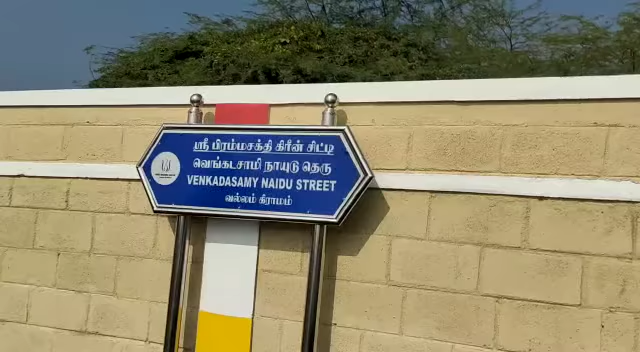 ஸ்ரீ பிரம்மசக்தி கிரீன் சிட்டி
வெங்கடசாமி நாயுடு தெரு
VENKADASAMY NAIDU STREET
வல்லம் கிராமம்